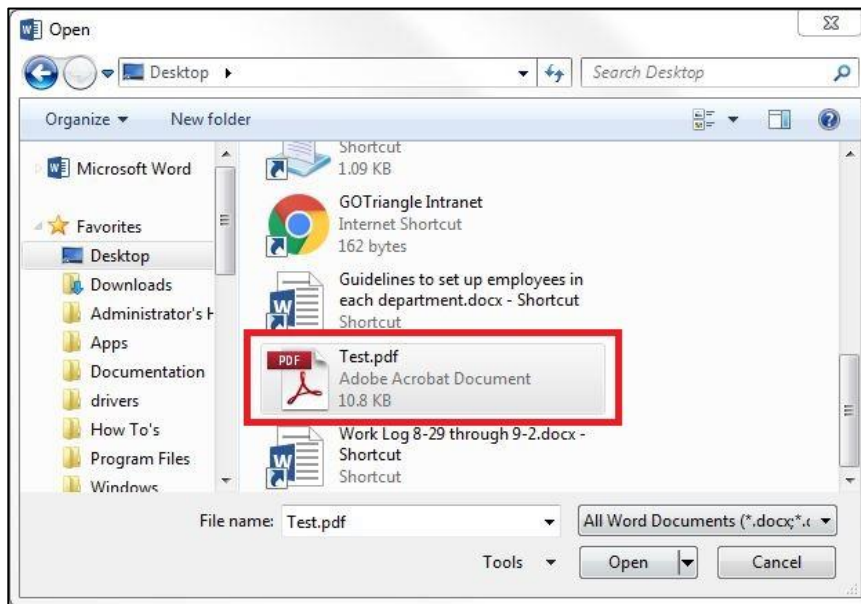 Open
Desktop
Search Desktop
Organize
New folder
Microsoft Word
Favorites
Desktop
Downloads
Administrator's H
Apps
Documentation
drivers
How To's
Program Files
Windows
Shortcut
1.09 KB
GOTriangle Intranet
Internet Shortcut
162 bytes
Guidelines to set up employees in
each department.docx - Shortcut
Shortcut
PDF
Test.pdf
Adobe Acrobat Document
10.8 KB
Work Log 8-29 through 9-2.docx -
Shortcut
Shortcut
File name: Test.pdf
All Word Documents (*.docx;*.c
Tools
Open
Cancel